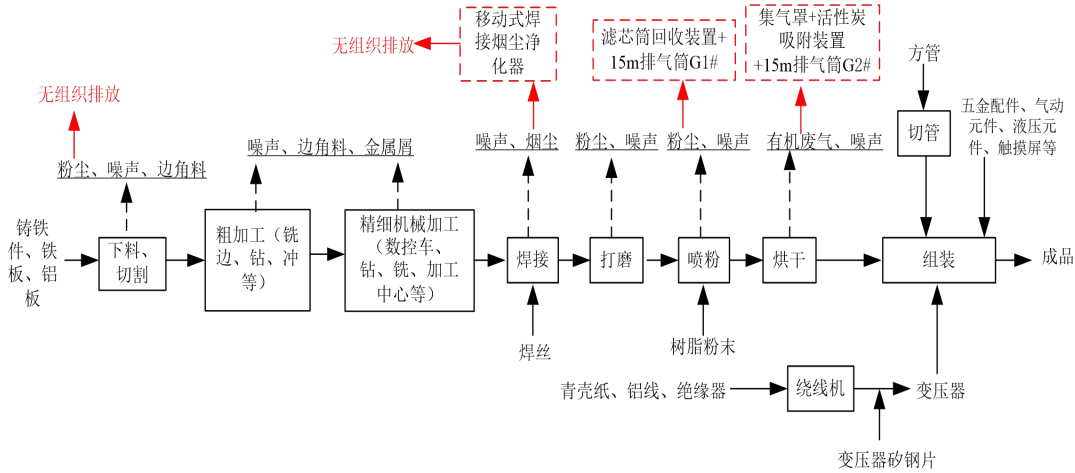 移动式焊
接烟尘净
化器
滤芯筒回收装置+
15m排气筒G1#
集气罩+活性炭
吸附装置
+15m排气筒G2#
无组织排放
方管
无组织排放
五金配件、气动
元件、液压元
件、触摸屏等
切管
噪声、边角料、金属屑
噪声、烟尘
粉尘、噪声
粉尘、噪声
有机废气、噪声
粉尘、噪声、边角料
铸铁
件、铁
板、铝
板
下料、
切割
粗加工（铣
边、钻、冲
等）
精细机械加工
（数控车、
钻、铣、加工
中心等）
焊接
打磨
喷粉
烘干
组装
成品
焊丝
树脂粉末
青壳纸、铝线、绝缘器
绕线机
变压器
变压器矽钢片